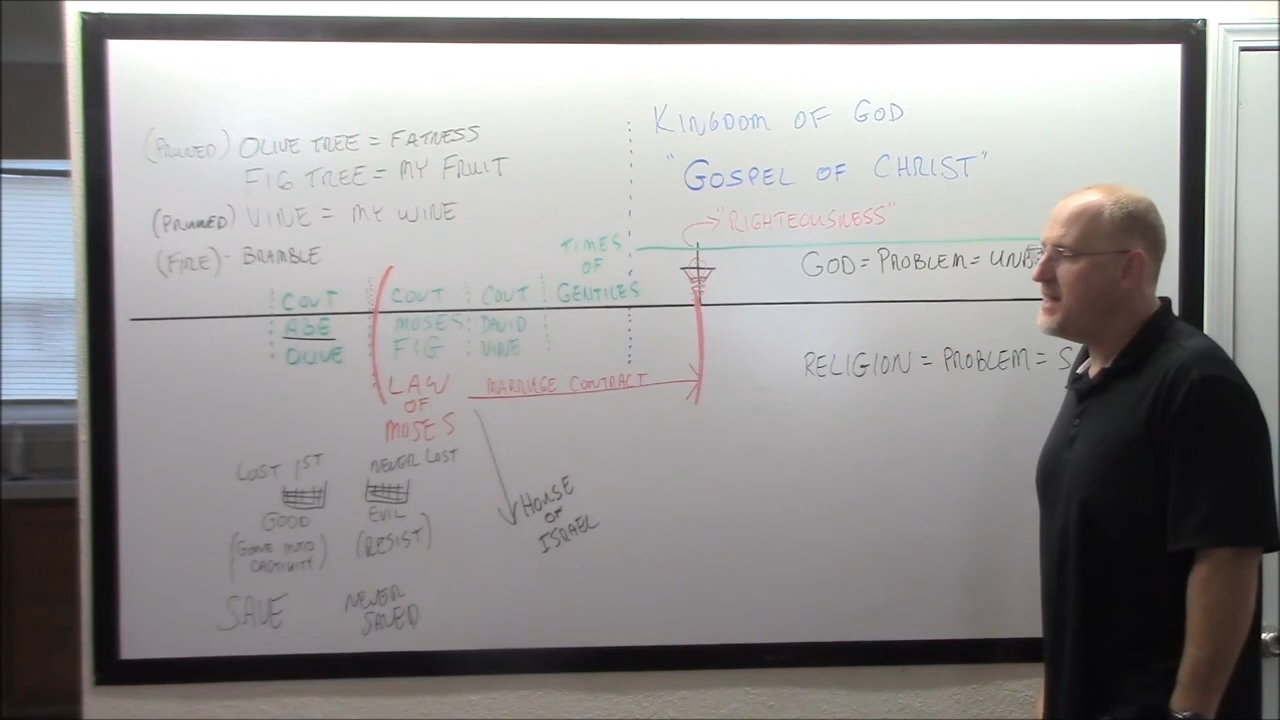 (PRUNED) OLIVE TREE = FATNESS
FIG TREE = MY FRUIT
(PRUNED) VINE = MY WINE
(FIRE) - BRAMBLE
KINGDOM OF GOD
"GOSPEL OF CHRIST"
"RIGHTEOUSNESS"
TIMES
OF
GENTILES
GOD = PROBLEM =
COVT
ABE
OLIVE
COVT
MOSES
FIG
COVT
DAVID
VINE
LAW
OF
MOSES
MARRIAGE CONTRACT
RELIGION = PROBLEM = S
LOST 1ST
GOOD
(GONE INTO
CAPTIVITY)
SAVE
NEVER LOST
EVIL
(RESIST)
NEVER
SAVED
HOUSE
OF
ISRAEL